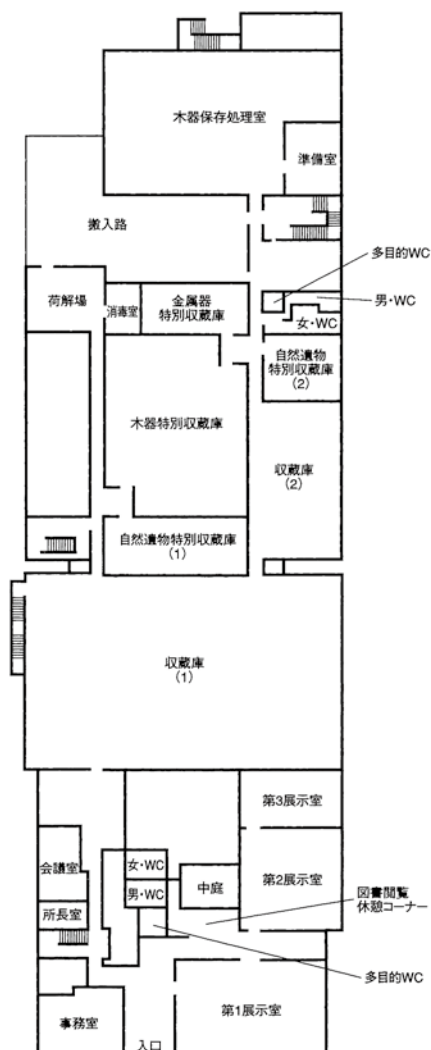 木器保存処理室
準備室
搬入路
多目的WC
荷解場
消毒室
金属器
特別収蔵庫
男・WC
女・WC
自然遺物
特別収蔵庫
(2)
木器特別収蔵庫
収蔵庫
(2)
自然遺物特別収蔵庫
(1)
収蔵庫
(1)
第3展示室
女・WC
会議室
男・WC
中庭
第2展示室
図書閲覧
休憩コーナー
所長室
多目的WC
第1展示室
事務室
入口